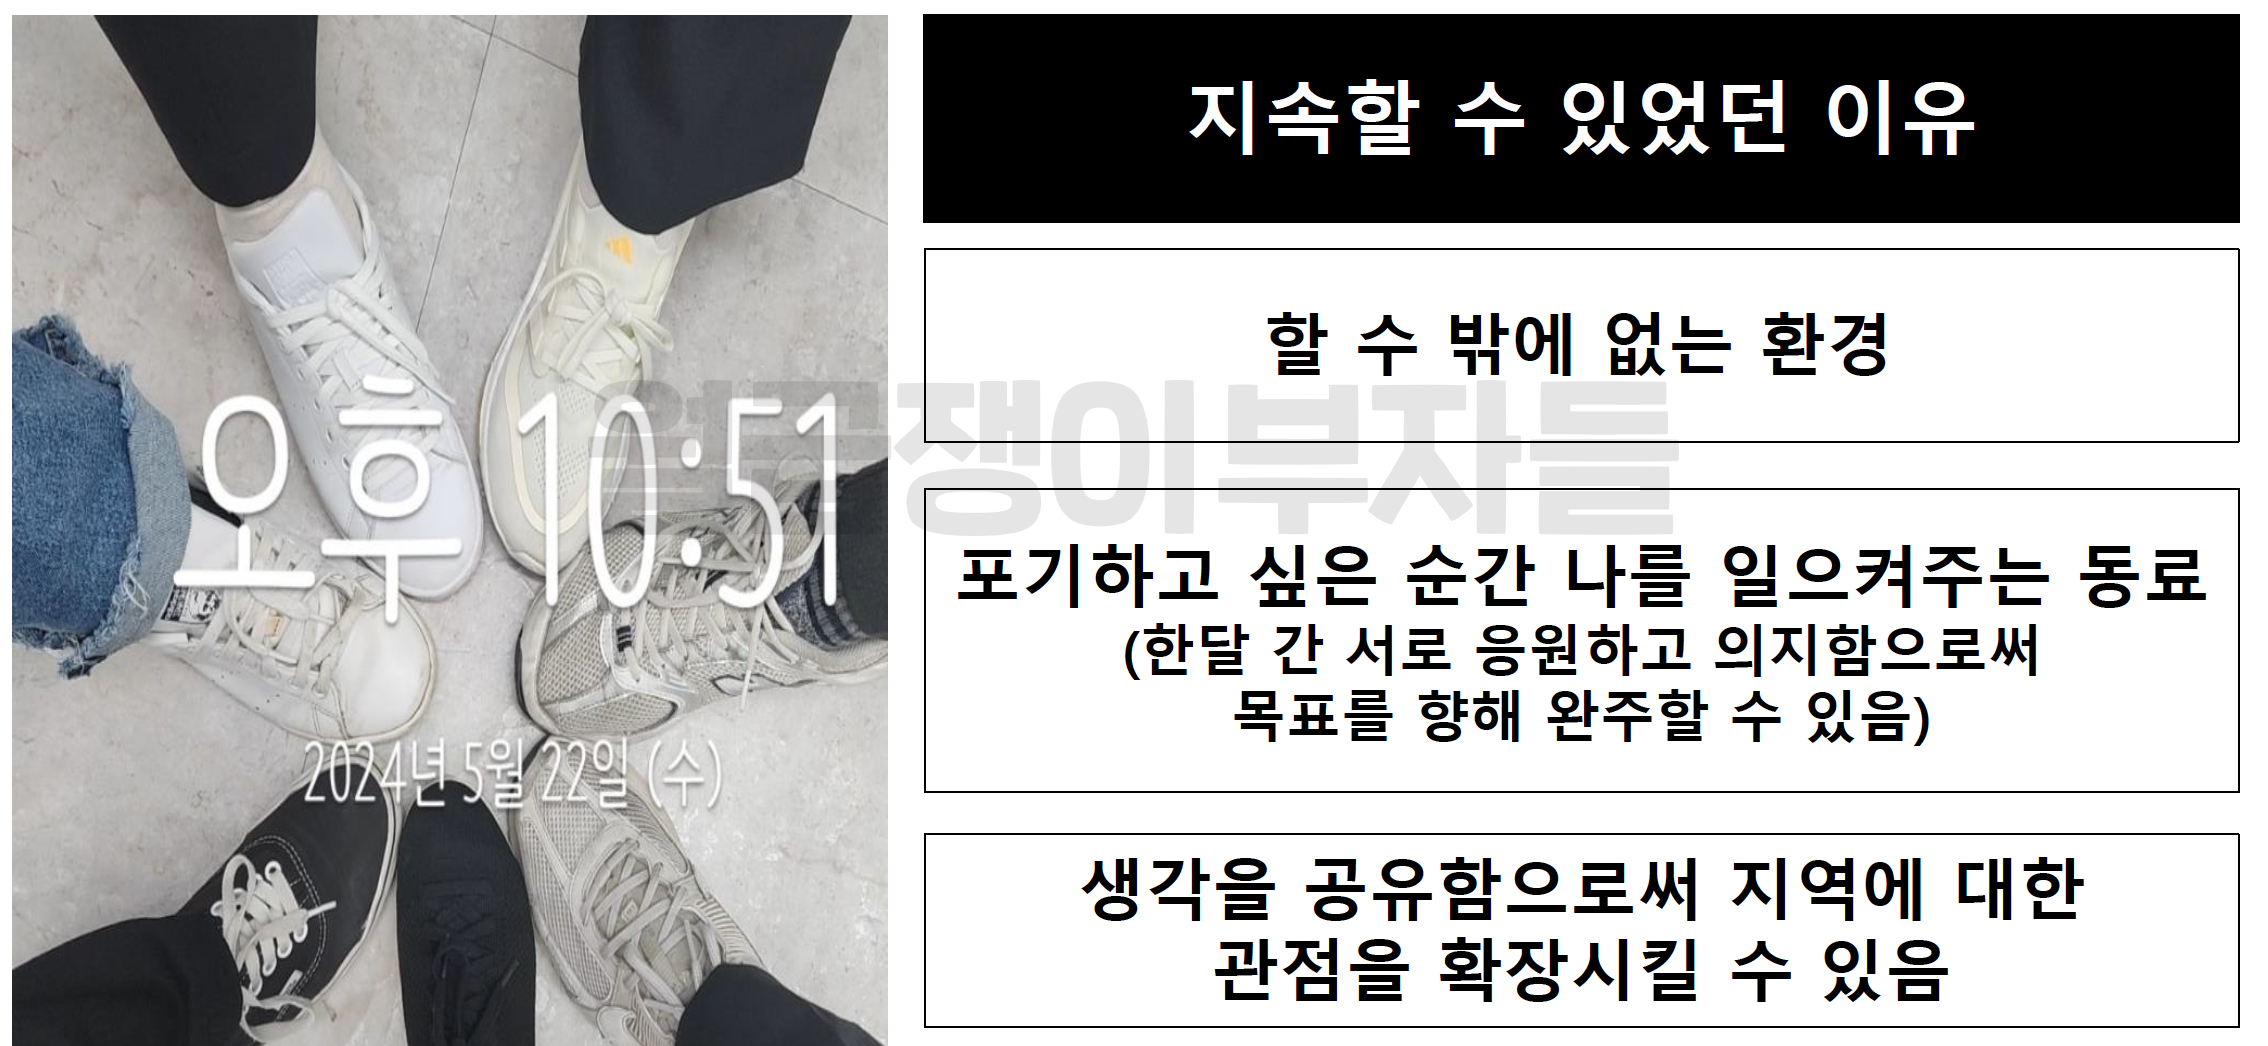 오후 10:51
2024년 5월 22일 (수)
지속할 수 있었던 이유
할 수 밖에 없는 환경
포기하고 싶은 순간 나를 일으켜주는 동료
(한달 간 서로 응원하고 의지함으로써
목표를 향해 완주할 수 있음)
생각을 공유함으로써 지역에 대한
관점을 확장시킬 수 있음
월급쟁이부자들